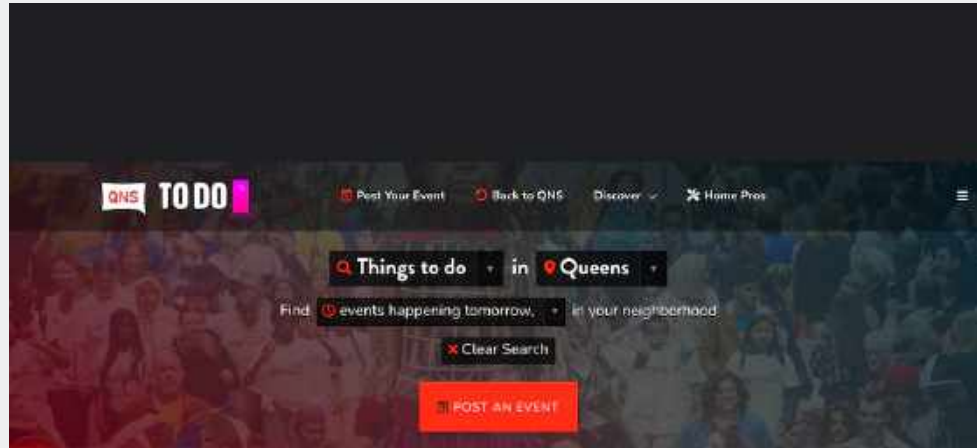 QNS TO DO
Post Your Event
Back to QNS
Discover
Home Pros
Things to do in Queens
Find events happening tomorrow, in your neighborhood
Clear Search
POST AN EVENT